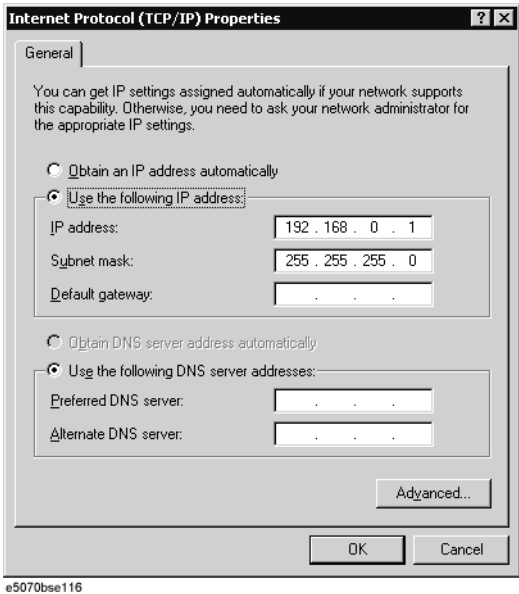 Internet Protocol (TCP/IP) Properties
General
You can get IP settings assigned automatically if your network supports
this capability. Otherwise, you need to ask your network administrator for
the appropriate IP settings.
Obtain an IP address automatically
Use the following IP address:
IP address: 192 . 168 . 0 . 1
Subnet mask: 255 . 255 . 255 . 0
Default gateway: . . .
Obtain DNS server address automatically
Use the following DNS server addresses:
Preferred DNS server: . . .
Alternate DNS server: . . .
Advanced...
OK Cancel
e5070bse116